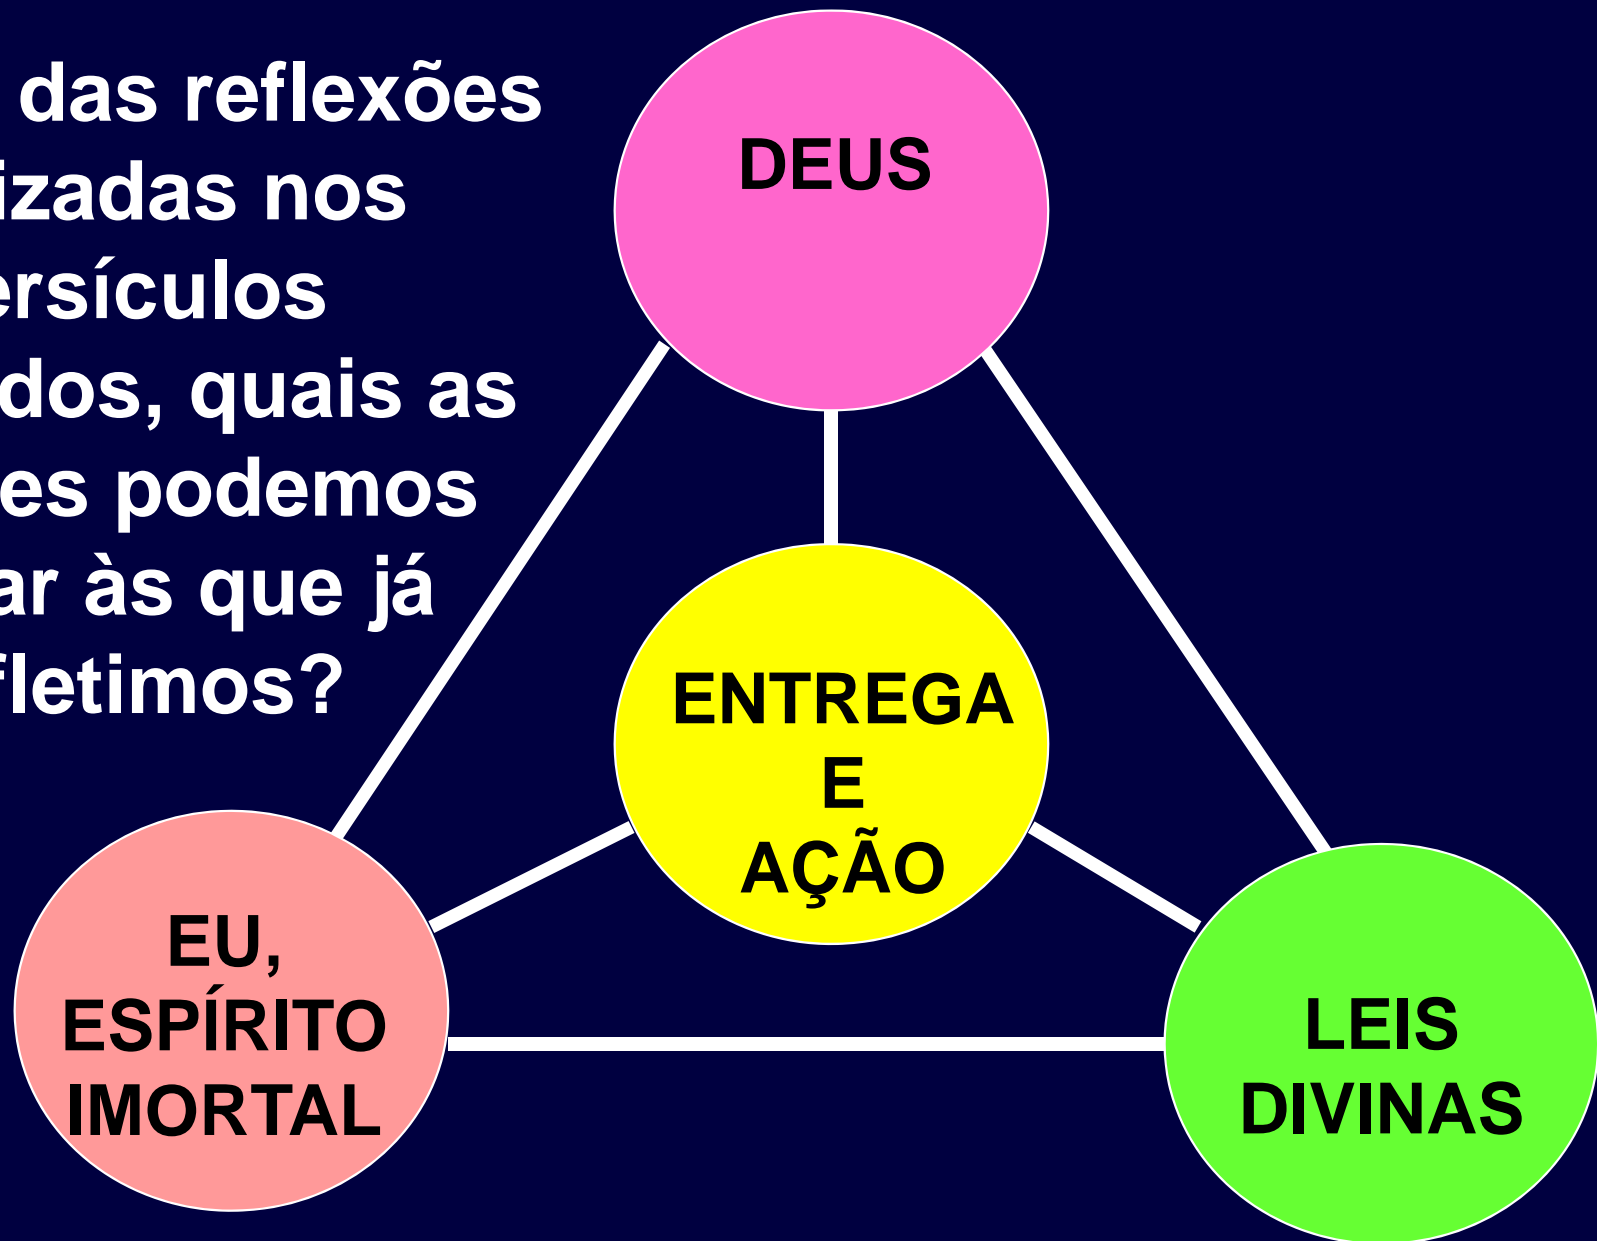 das reflexões
izadas nos
ersículos
dos, quais as
es podemos
ar às que já
fletimos?
DEUS
ENTREGA
E
AÇÃO
EU,
ESPÍRITO
IMORTAL
LEIS
DIVINAS